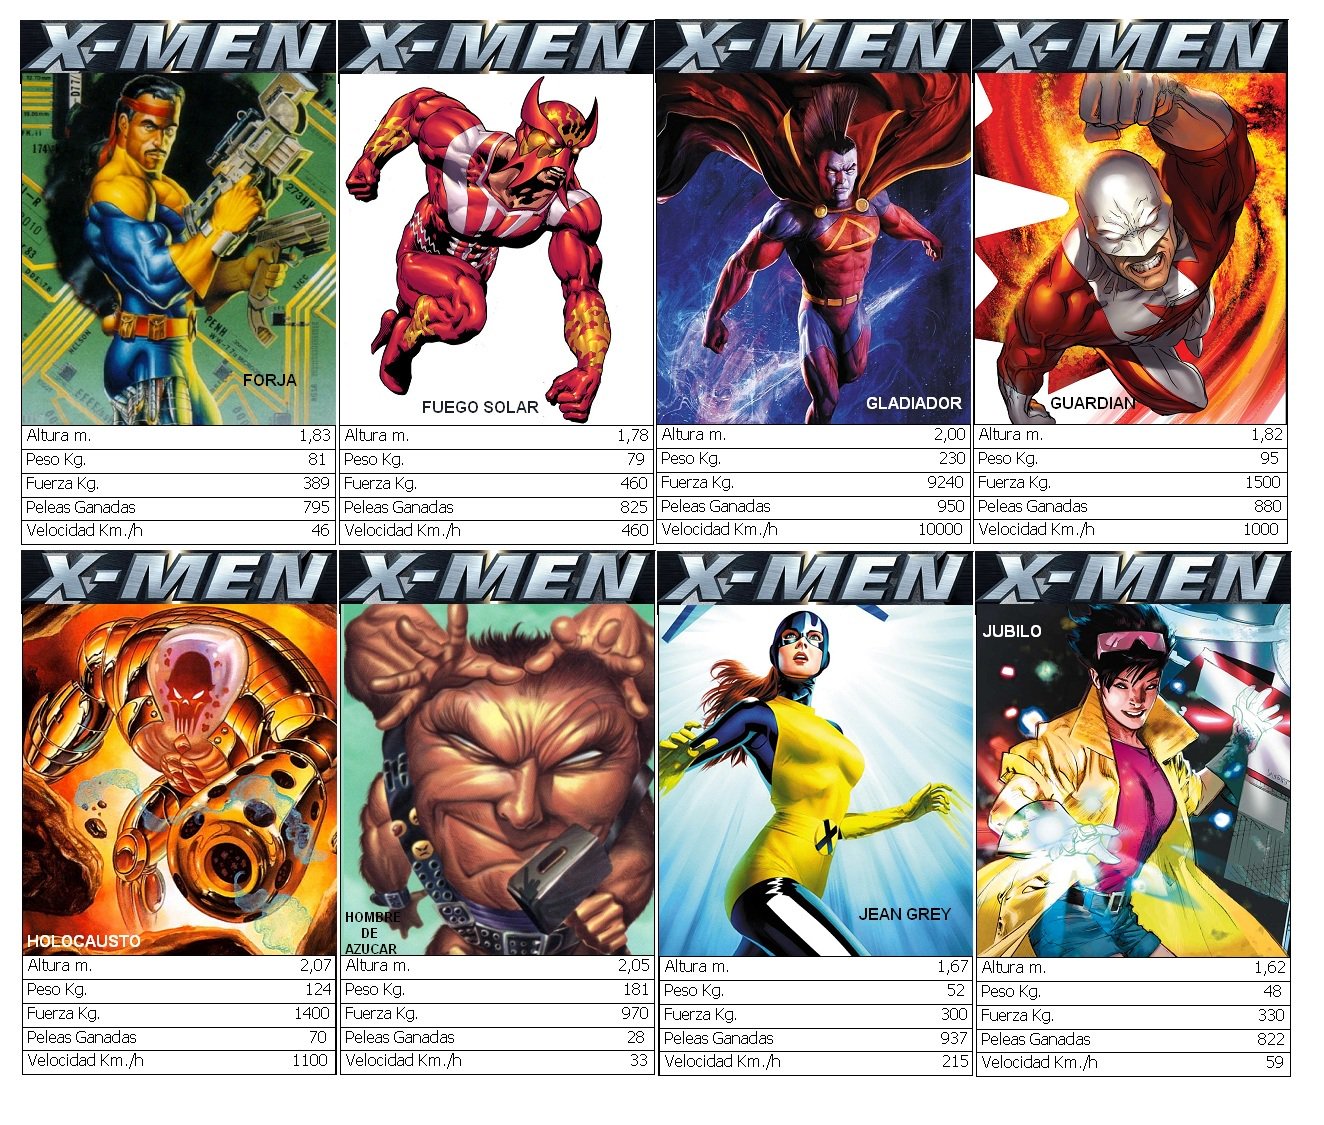 X-MEN
FORJA
Altura m. 1,83
Peso Kg. 81
Fuerza Kg. 389
Peleas Ganadas 795
Velocidad Km./h 46
X-MEN
FUEGO SOLAR
Altura m. 1,78
Peso Kg. 79
Fuerza Kg. 460
Peleas Ganadas 825
Velocidad Km./h 460
X-MEN
GLADIADOR
Altura m. 2,00
Peso Kg. 230
Fuerza Kg. 9240
Peleas Ganadas 950
Velocidad Km./h 10000
X-MEN
GUARDIAN
Altura m. 1,82
Peso Kg. 95
Fuerza Kg. 1500
Peleas Ganadas 880
Velocidad Km./h 1000
X-MEN
HOLOCAUSTO
Altura m. 2,07
Peso Kg. 124
Fuerza Kg. 1400
Peleas Ganadas 70
Velocidad Km./h 1100
X-MEN
HOMBRE
DE
AZUCAR
Altura m. 2,05
Peso Kg. 181
Fuerza Kg. 970
Peleas Ganadas 28
Velocidad Km./h 33
X-MEN
JEAN GREY
Altura m. 1,67
Peso Kg. 52
Fuerza Kg. 300
Peleas Ganadas 937
Velocidad Km./h 215
X-MEN
JUBILO
Altura m. 1,62
Peso Kg. 48
Fuerza Kg. 330
Peleas Ganadas 822
Velocidad Km./h 59